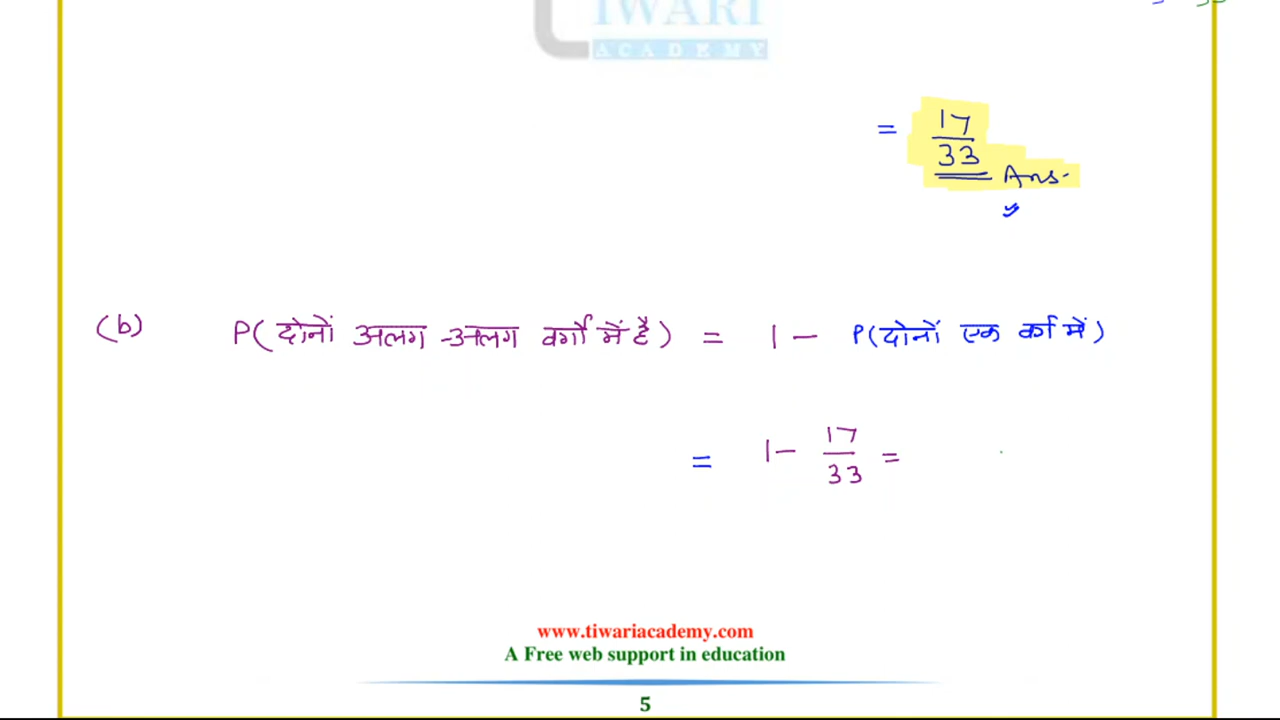 TIWARI
ACADEMY
= 17/33 Ans.
(b) P(दोनों अलग-अलग वर्गों में है) = 1 - P(दोनों एक वर्ग में)
= 1 - 17/33 =
www.tiwariacademy.com
A Free web support in education
5